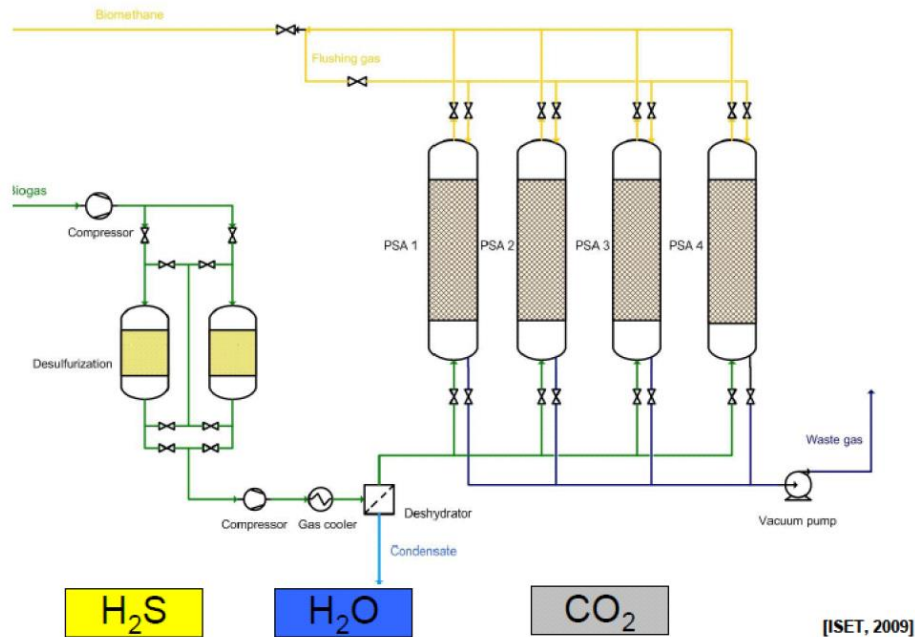 Biomethane
Flushing gas
Biogas
Compressor
PSA 1
PSA 2
PSA 3
PSA 4
Desulfurization
Waste gas
Compressor
Gas cooler
Deshydrator
Vacuum pump
Condensate
H₂S
H₂O
CO₂
[ISET, 2009]